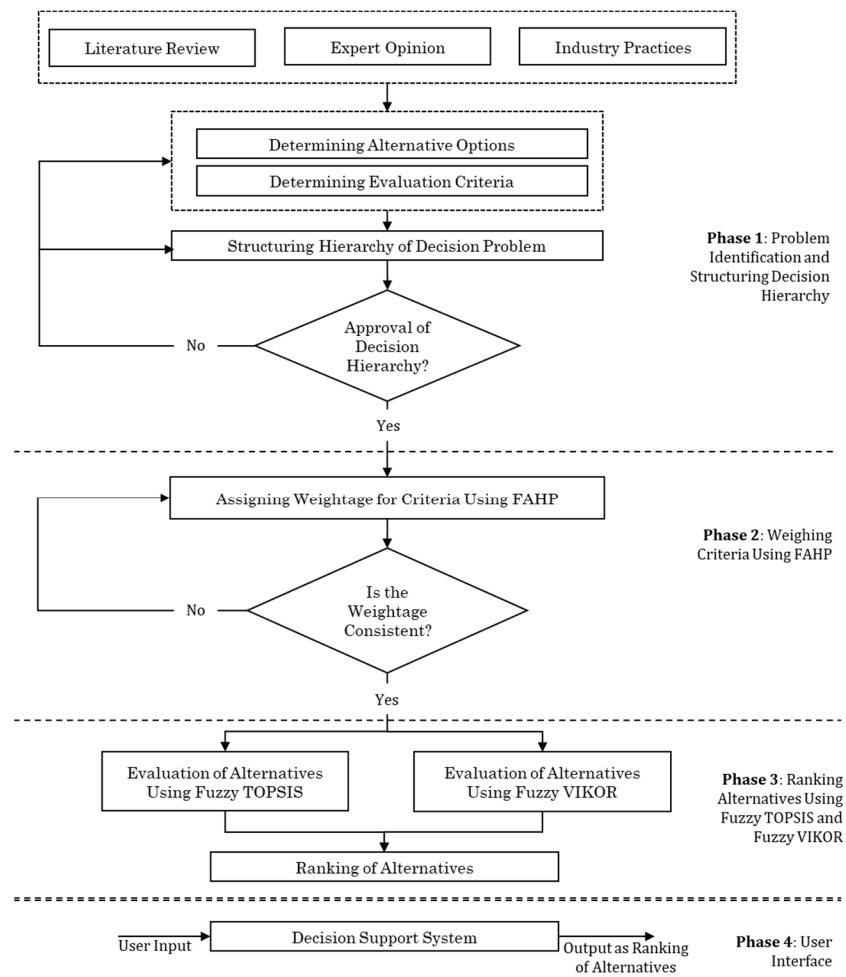 Literature Review
Expert Opinion
Industry Practices
Determining Alternative Options
Determining Evaluation Criteria
Structuring Hierarchy of Decision Problem
Phase 1: Problem
Identification and
Structuring Decision
Hierarchy
Approval of
Decision
Hierarchy?
No
Yes
Assigning Weightage for Criteria Using FAHP
Phase 2: Weighing
Criteria Using FAHP
Is the
Weightage
Consistent?
No
Yes
Evaluation of Alternatives
Using Fuzzy TOPSIS
Evaluation of Alternatives
Using Fuzzy VIKOR
Phase 3: Ranking
Alternatives Using
Fuzzy TOPSIS and
Fuzzy VIKOR
Ranking of Alternatives
User Input
Decision Support System
Output as Ranking
of Alternatives
Phase 4: User
Interface